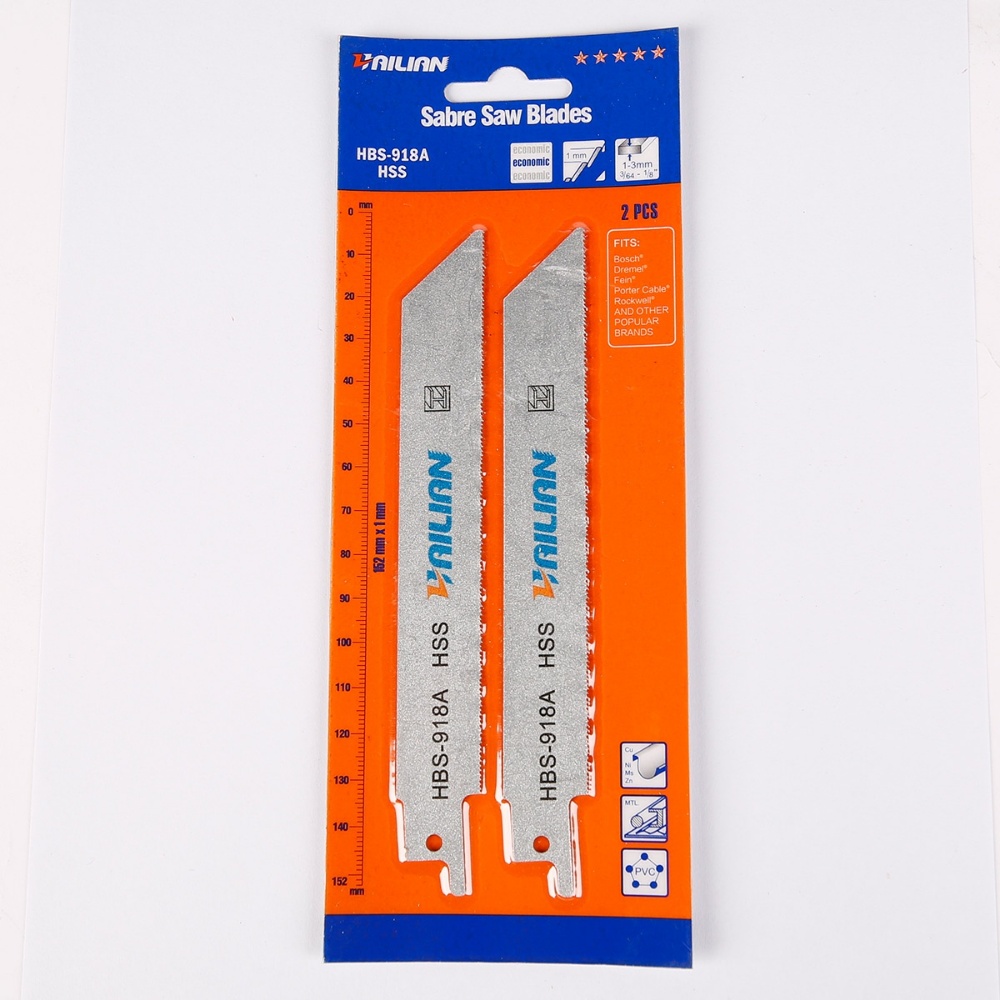 HAILIAN
Sabre Saw Blades
HBS-918A
HSS
economic
economic
economic
1 mm
1-3mm
3/64 - 1/8"
2 PCS
FITS:
Bosch®
Dremel®
Fein®
Porter Cable®
Rockwell®
AND OTHER
POPULAR
BRANDS
mm
0
10
20
30
40
50
60
70
80
90
100
110
120
130
140
152
mm
152 mm x 1 mm
HAILIAN
HBS-918A HSS
HAILIAN
HBS-918A HSS
Cu
Ni
Ms
Zn
MTL.
PVC